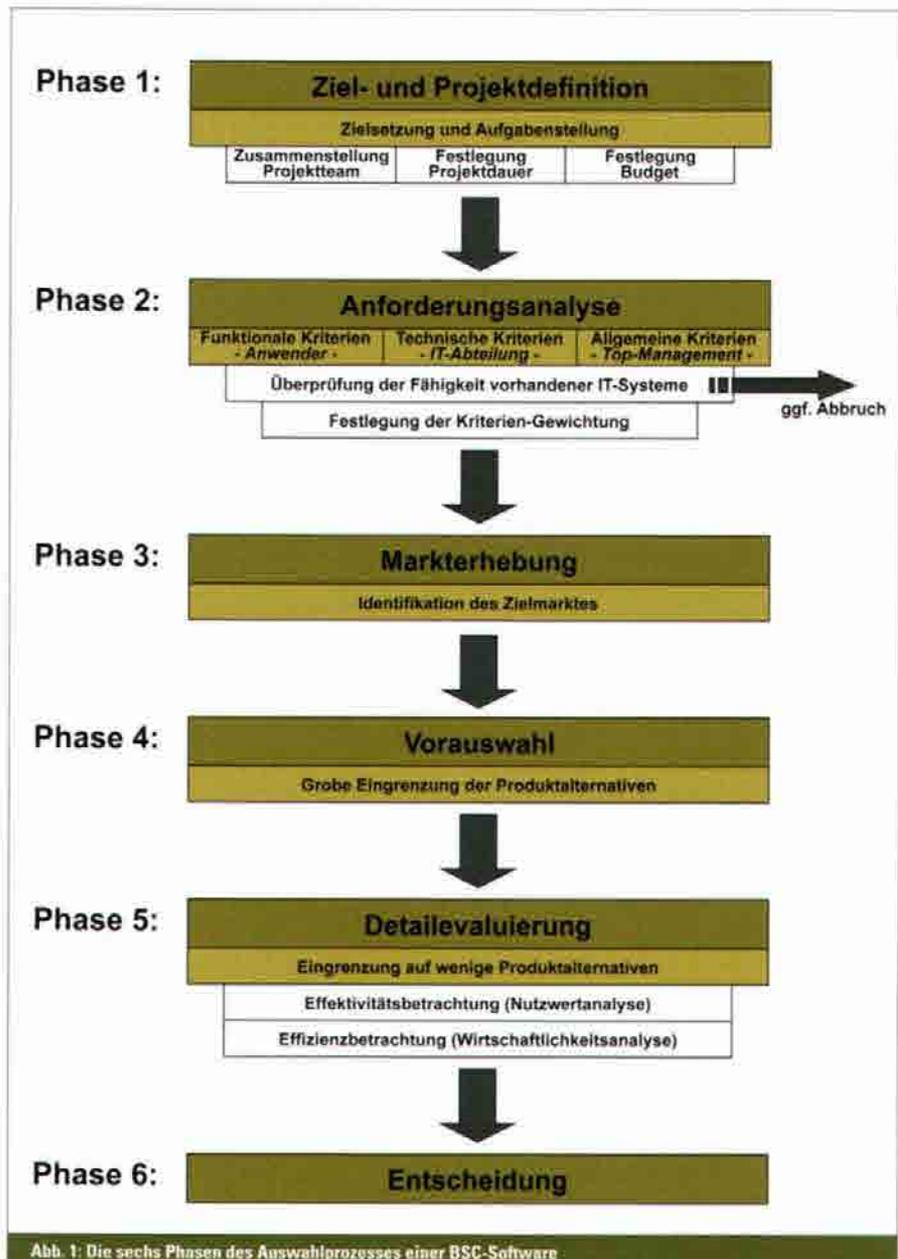 Phase 1:
Ziel- und Projektdefinition
Zielsetzung und Aufgabenstellung
Zusammenstellung Projektteam
Festlegung Projektdauer
Festlegung Budget
Phase 2:
Anforderungsanalyse
Funktionale Kriterien
- Anwender -
Technische Kriterien
- IT-Abteilung -
Allgemeine Kriterien
- Top-Management -
Überprüfung der Fähigkeit vorhandener IT-Systeme
ggf. Abbruch
Festlegung der Kriterien-Gewichtung
Phase 3:
Markterhebung
Identifikation des Zielmarktes
Phase 4:
Vorauswahl
Grobe Eingrenzung der Produktalternativen
Phase 5:
Detailevaluierung
Eingrenzung auf wenige Produktalternativen
Effektivitätsbetrachtung (Nutzwertanalyse)
Effizienzbetrachtung (Wirtschaftlichkeitsanalyse)
Phase 6:
Entscheidung
Abb. 1: Die sechs Phasen des Auswahlprozesses einer BSC-Software